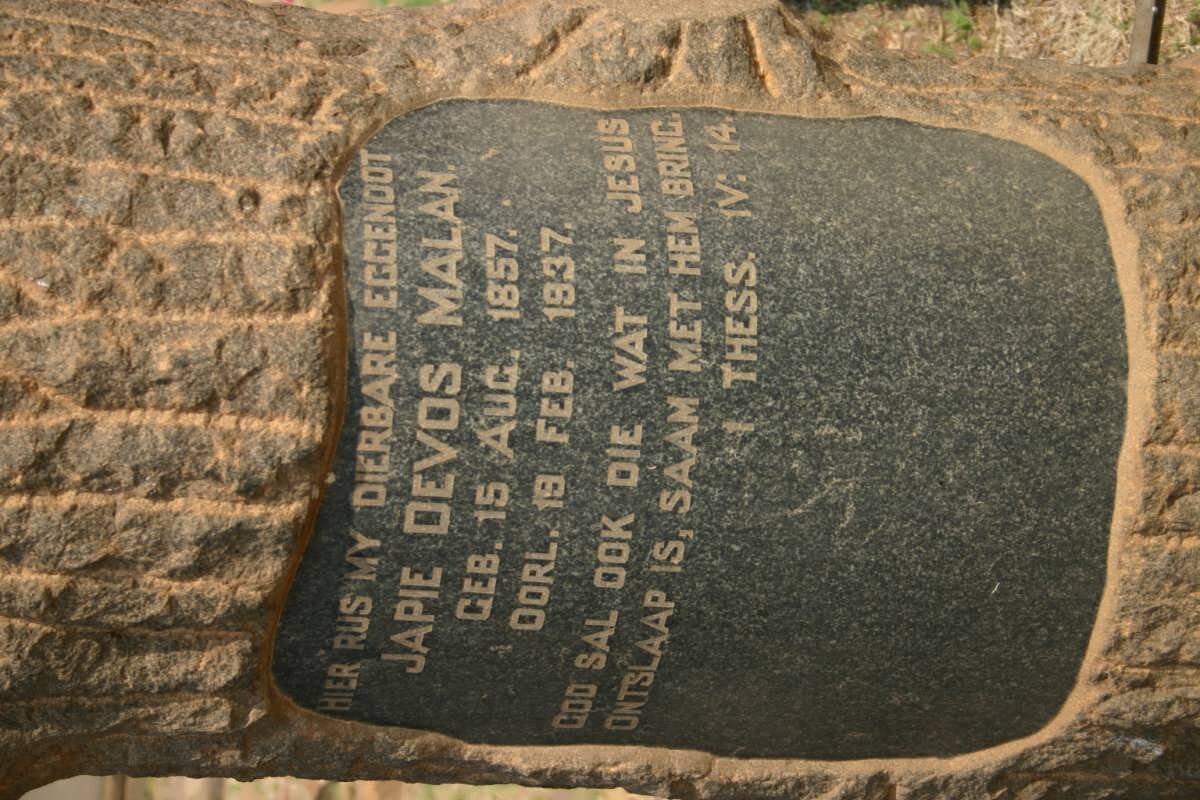 HIER RUS MY DIERBARE EGGENOOT
JAPIE DEVOS MALAN.
GEB. 15 AUG. 1857.
OORL. 19 FEB. 1937.
GOD SAL OOK DIE WAT IN JESUS
ONTSLAAP IS, SAAM MET HEM BRING.
I THESS. IV: 14.